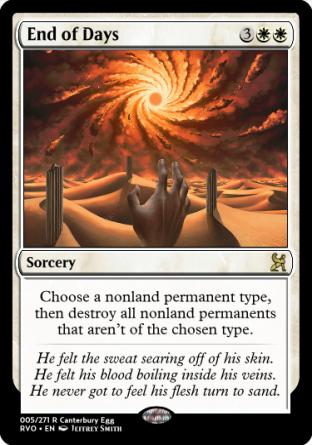 End of Days 3
Sorcery
Choose a nonland permanent type,
then destroy all nonland permanents
that aren't of the chosen type.
He felt the sweat searing off of his skin.
He felt his blood boiling inside his veins.
He never got to feel his flesh turn to sand.
005/271 R Canterbury Egg
RVO • EN Jeffrey Smith